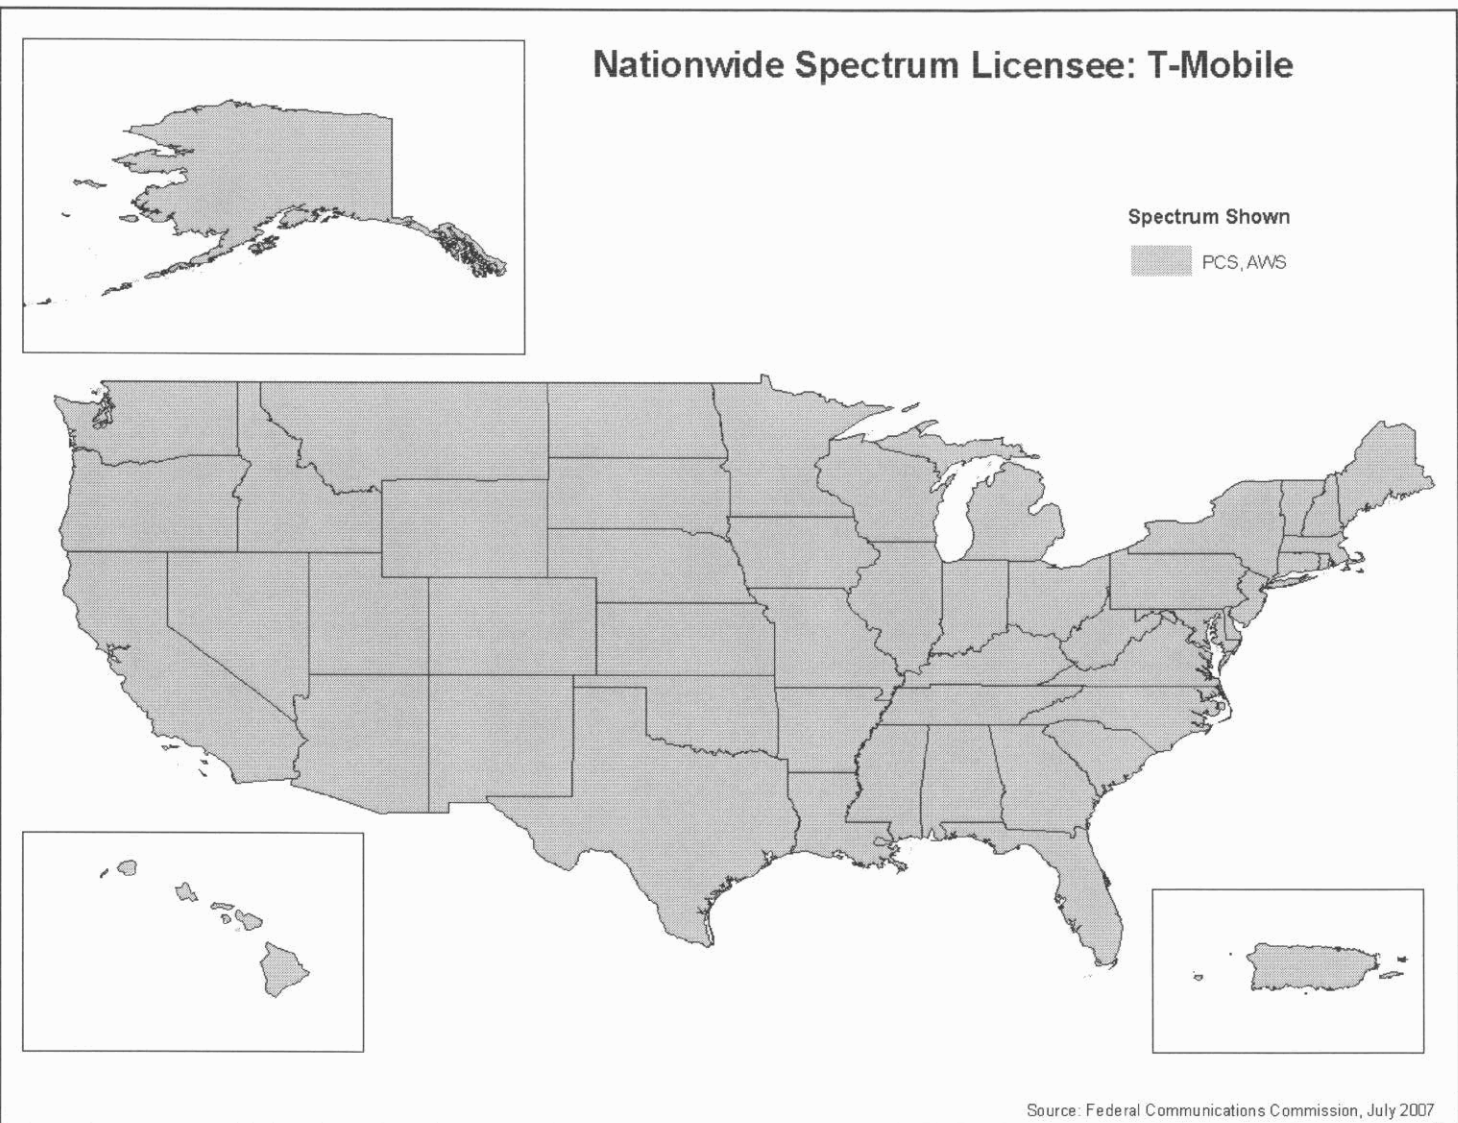 Nationwide Spectrum Licensee: T-Mobile
Spectrum Shown
PCS, AWS
Source: Federal Communications Commission, July 2007